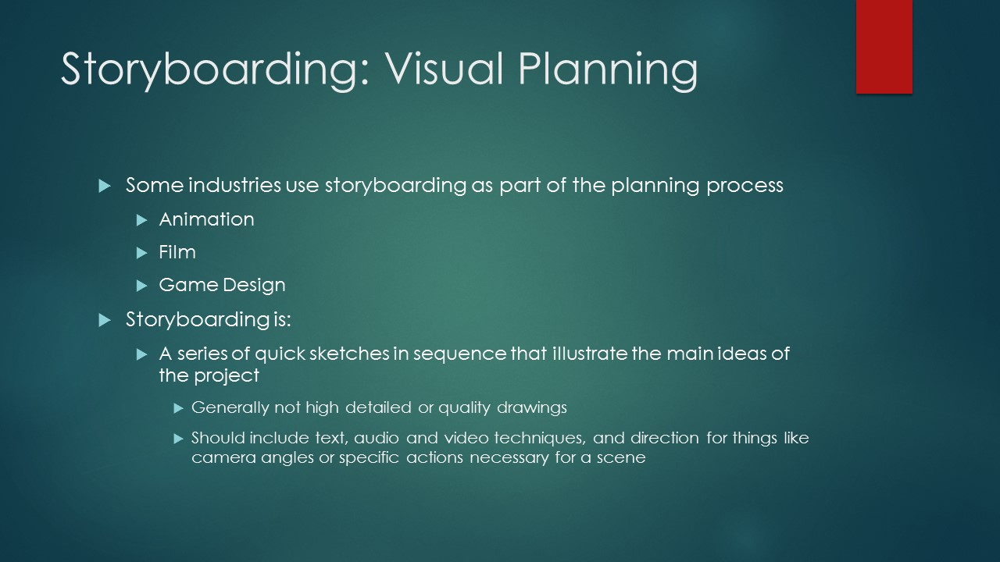 Storyboarding: Visual Planning
Some industries use storyboarding as part of the planning process
Animation
Film
Game Design
Storyboarding is:
A series of quick sketches in sequence that illustrate the main ideas of
the project
Generally not high detailed or quality drawings
Should include text, audio and video techniques, and direction for things like
camera angles or specific actions necessary for a scene